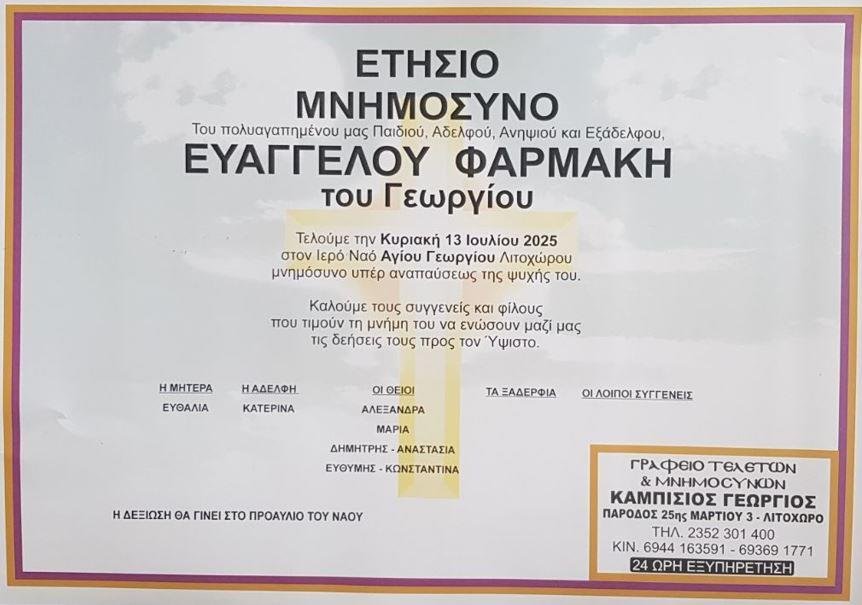 ΕΤΗΣΙΟ
ΜΝΗΜΟΣΥΝΟ
Του πολυαγαπημένου μας Παιδιού, Αδελφού, Ανηψιού και Εξάδελφου,
ΕΥΑΓΓΕΛΟΥ ΦΑΡΜΑΚΗ
του Γεωργίου
Τελούμε την Κυριακή 13 Ιουλίου 2025
στον Ιερό Ναό Αγίου Γεωργίου Λιτοχώρου
μνημόσυνο υπέρ αναπαύσεως της ψυχής του.
Καλούμε τους συγγενείς και φίλους
που τιμούν τη μνήμη του να ενώσουν μαζί μας
τις δεήσεις τους προς τον Ύψιστο.
Η ΜΗΤΕΡΑ Η ΑΔΕΛΦΗ ΟΙ ΘΕΙΟΙ ΤΑ ΞΑΔΕΡΦΙΑ ΟΙ ΛΟΙΠΟΙ ΣΥΓΓΕΝΕΙΣ
ΕΥΘΑΛΙΑ ΚΑΤΕΡΙΝΑ ΑΛΕΞΑΝΔΡΑ
ΜΑΡΙΑ
ΔΗΜΗΤΡΗΣ - ΑΝΑΣΤΑΣΙΑ
ΕΥΘΥΜΗΣ - ΚΩΝΣΤΑΝΤΙΝΑ
Η ΔΕΞΙΩΣΗ ΘΑ ΓΙΝΕΙ ΣΤΟ ΠΡΟΑΥΛΙΟ ΤΟΥ ΝΑΟΥ
ΓΡΑΦΕΙΟ ΤΕΛΕΤΩΝ
& ΜΝΗΜΟΣΥΝΩΝ
ΚΑΜΠΙΣΙΟΣ ΓΕΩΡΓΙΟΣ
ΠΑΡΟΔΟΣ 25ης ΜΑΡΤΙΟΥ 3 - ΛΙΤΟΧΩΡΟ
ΤΗΛ. 2352 301 400
ΚΙΝ. 6944 163591 - 69369 1771
24 ΩΡΗ ΕΞΥΠΗΡΕΤΗΣΗ